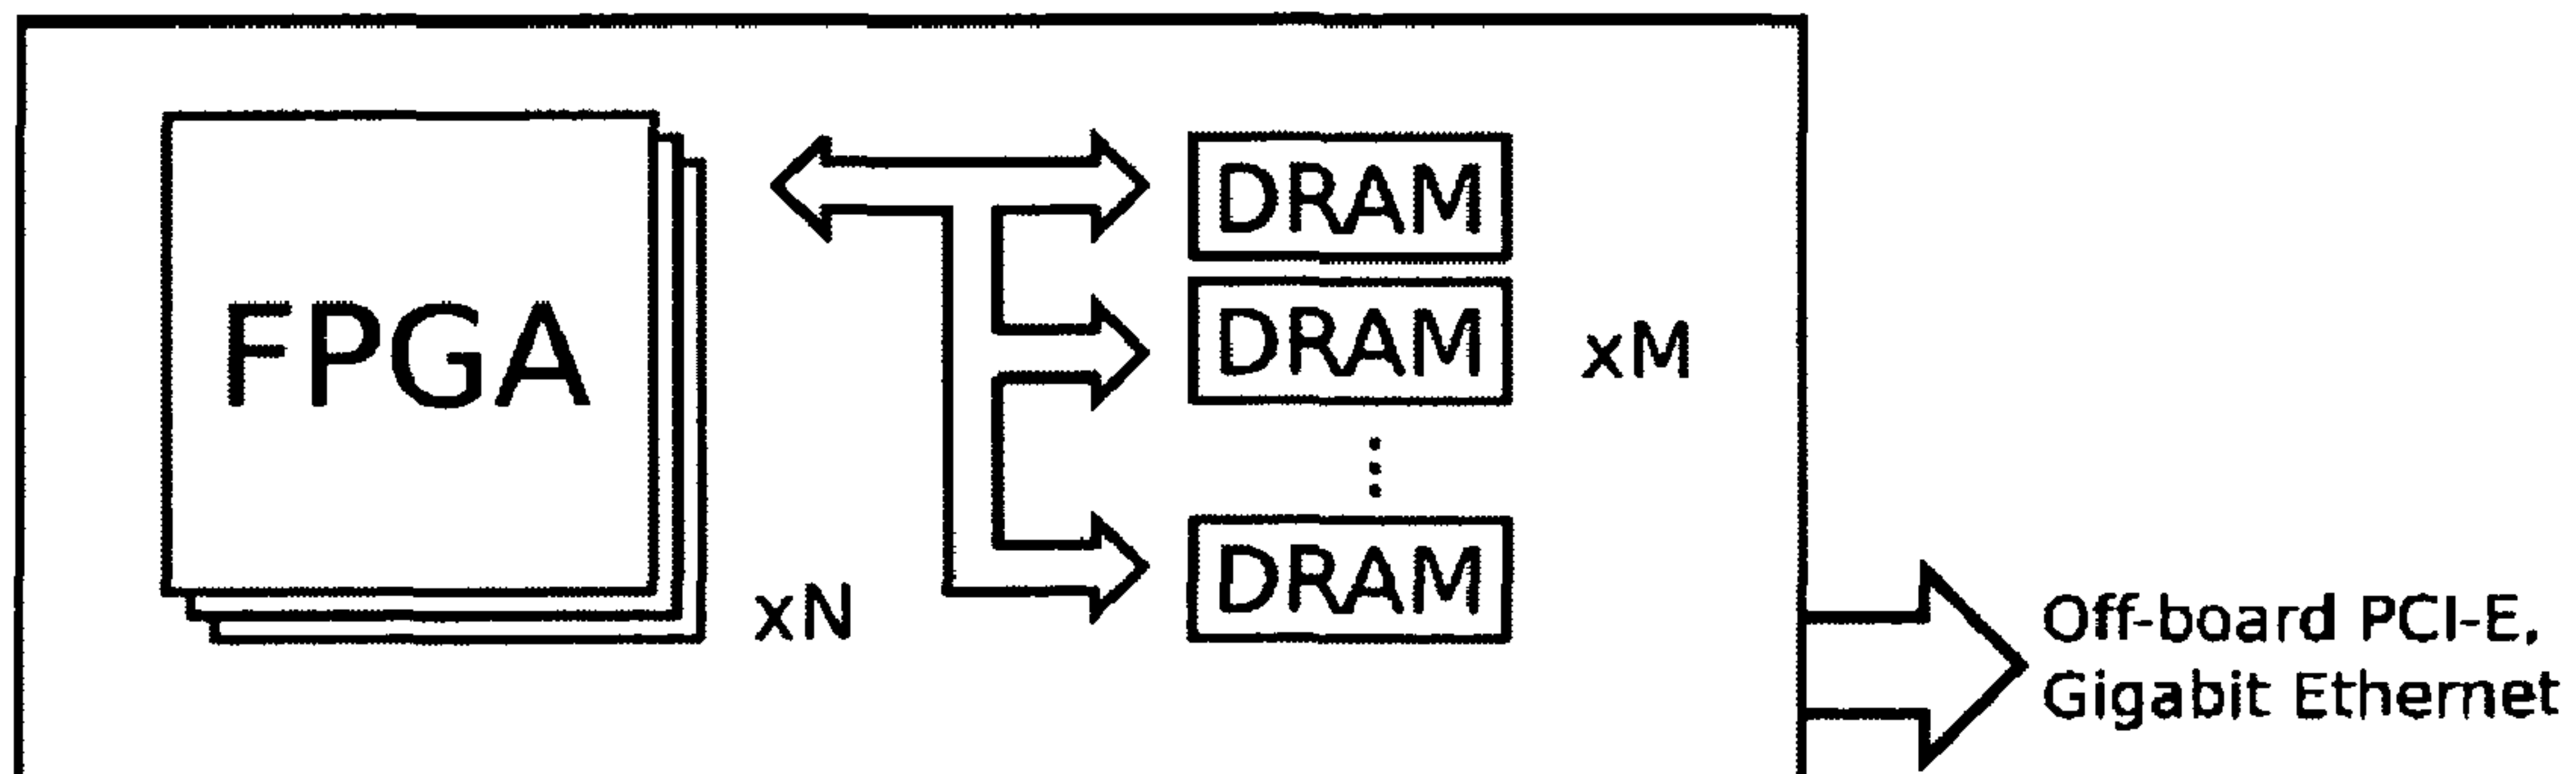 FPGA
xN
DRAM
DRAM
xM
DRAM
Off-board PCI-E,
Gigabit Ethernet